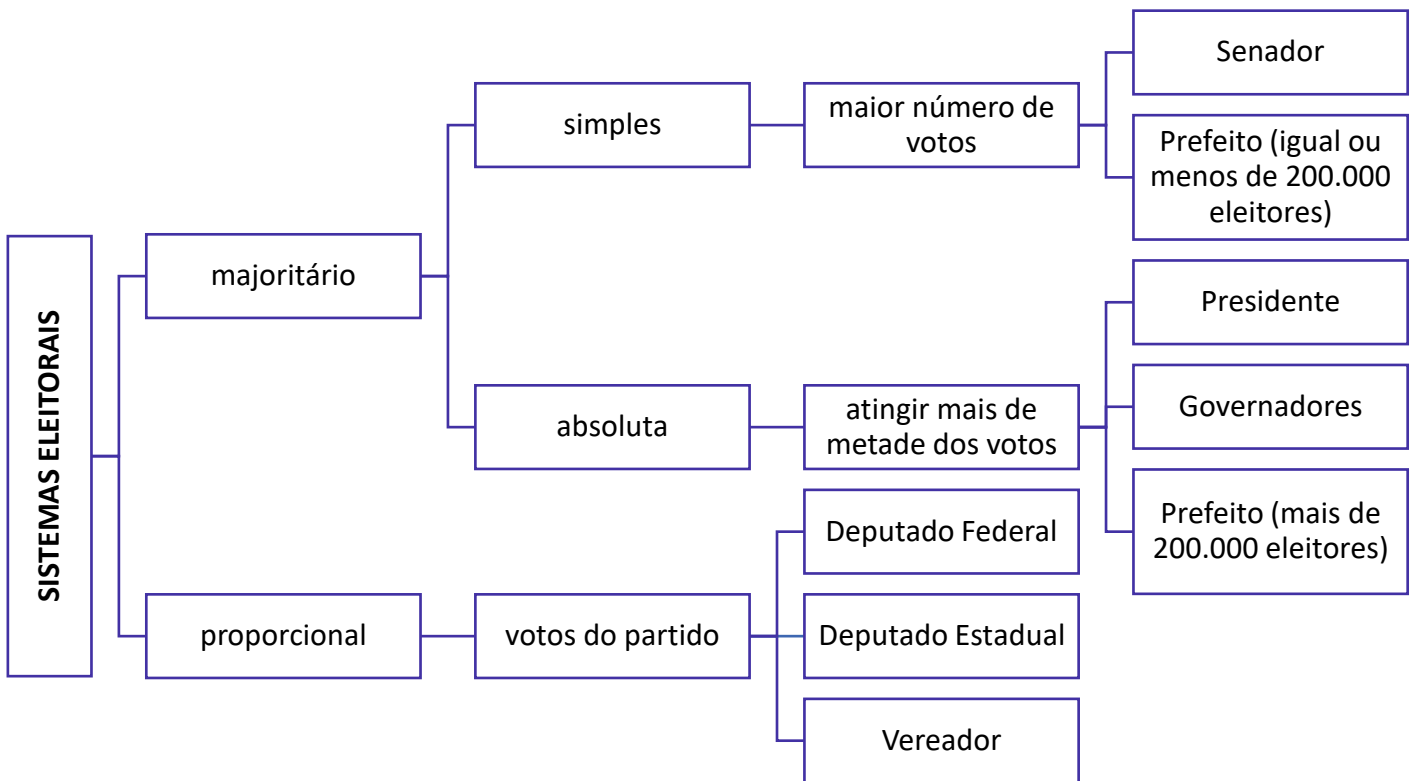 SISTEMAS ELEITORAIS
majoritário
simples
maior número de
votos
Senador
Prefeito (igual ou
menos de 200.000
eleitores)
absoluta
atingir mais de
metade dos votos
Presidente
Governadores
Prefeito (mais de
200.000 eleitores)
proporcional
votos do partido
Deputado Federal
Deputado Estadual
Vereador